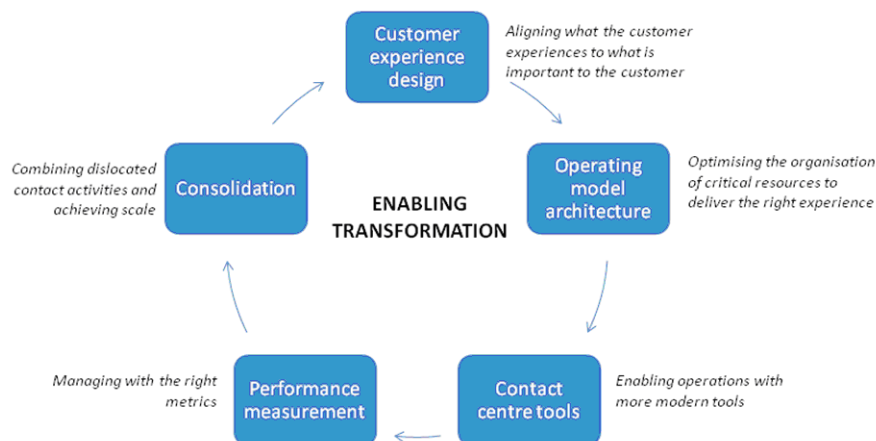 Customer
experience
design
Aligning what the customer
experiences to what is
important to the customer
Operating
model
architecture
Optimising the organisation
of critical resources to
deliver the right experience
Contact
centre tools
Enabling operations with
more modern tools
Performance
measurement
Managing with the right
metrics
Consolidation
Combining dislocated
contact activities and
achieving scale
ENABLING
TRANSFORMATION